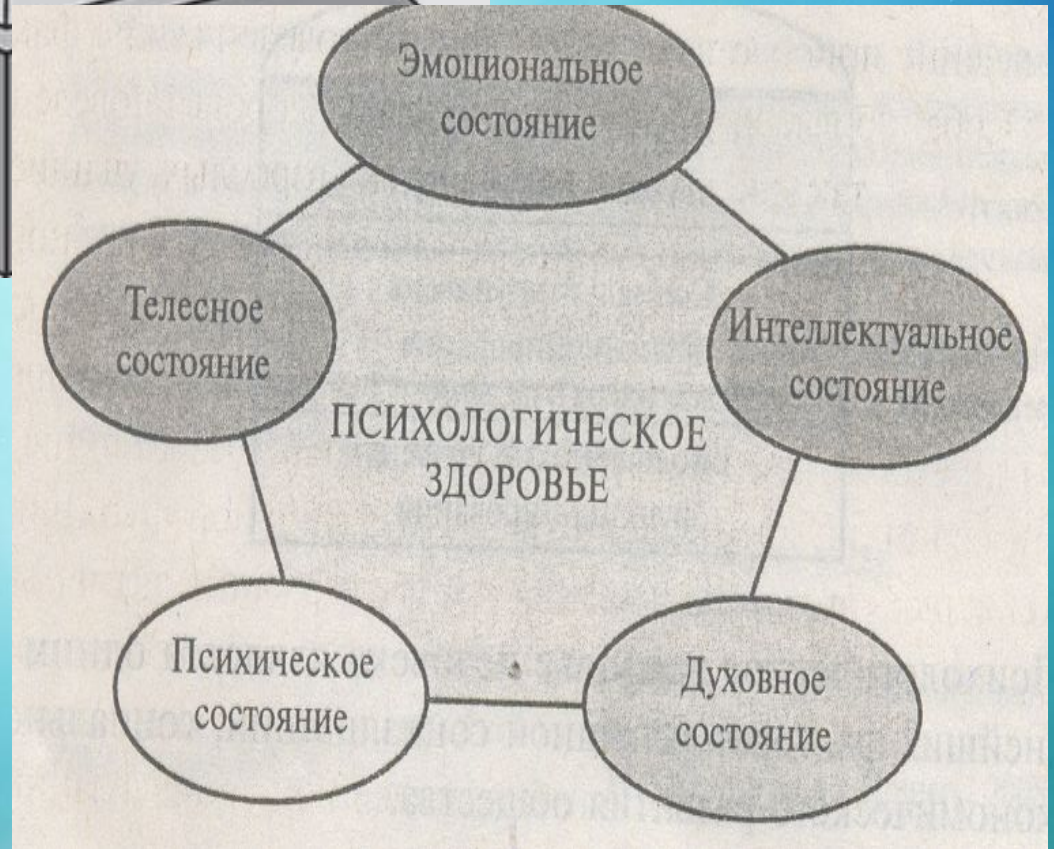 Эмоциональное
состояние
Телесное
состояние
Интеллектуальное
состояние
ПСИХОЛОГИЧЕСКОЕ
ЗДОРОВЬЕ
Психическое
состояние
Духовное
состояние